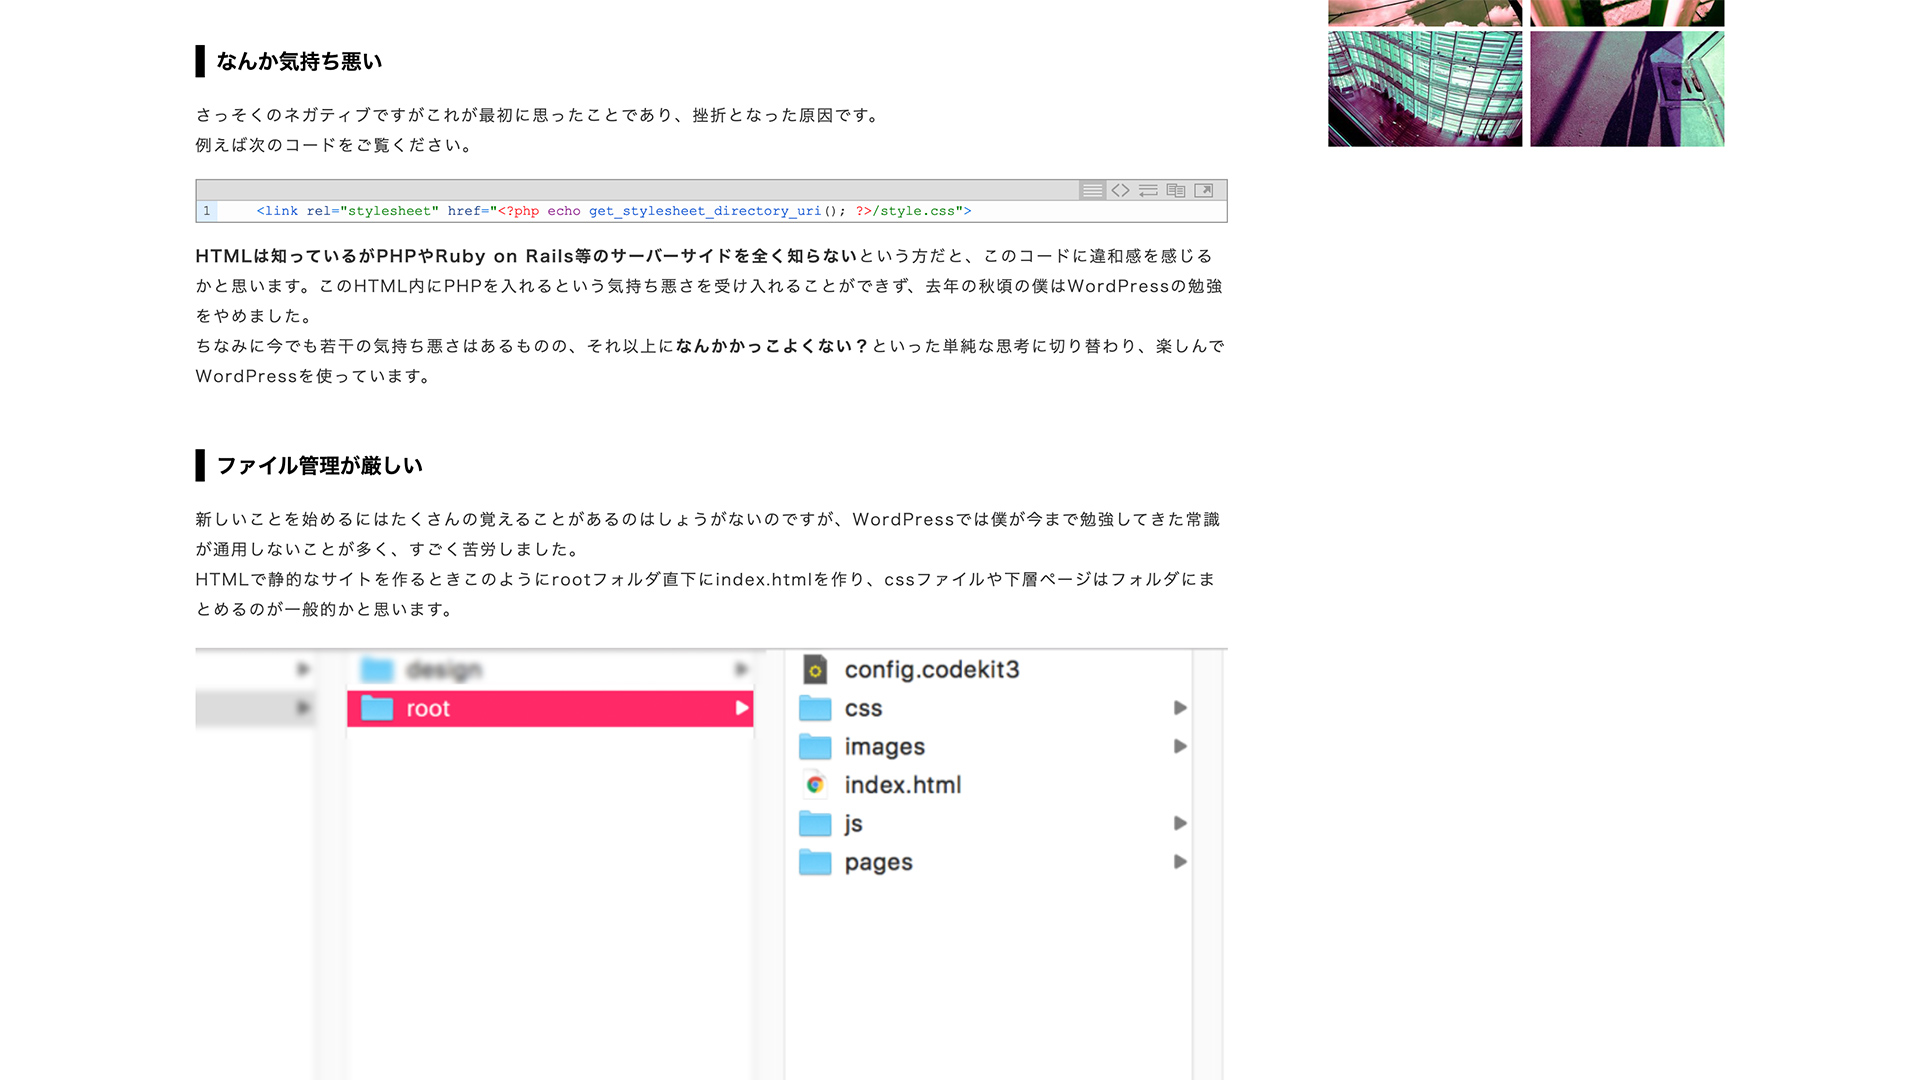 なんか気持ち悪い
さっそくのネガティブですがこれが最初に思ったことであり、挫折となった原因です。
例えば次のコードをご覧ください。
1 <link rel="stylesheet" href="<?php echo get_stylesheet_directory_uri(); ?>/style.css">
HTMLは知っているがPHPやRuby on Rails等のサーバーサイドを全く知らないという方だと、このコードに違和感を感じる
かと思います。このHTML内にPHPを入れるという気持ち悪さを受け入れることができず、去年の秋頃の僕はWordPressの勉強
をやめました。
ちなみに今でも若干の気持ち悪さはあるものの、それ以上になんかかっこよくない？といった単純な思考に切り替わり、楽しんで
WordPressを使っています。
ファイル管理が厳しい
新しいことを始めるにはたくさんの覚えることがあるのはしょうがないのですが、WordPressでは僕が今まで勉強してきた常識
が通用しないことが多く、すごく苦労しました。
HTMLで静的なサイトを作るときこのようにrootフォルダ直下にindex.htmlを作り、cssファイルや下層ページはフォルダにま
とめるのが一般的かと思います。
design
root
config.codekit3
css
images
index.html
js
pages